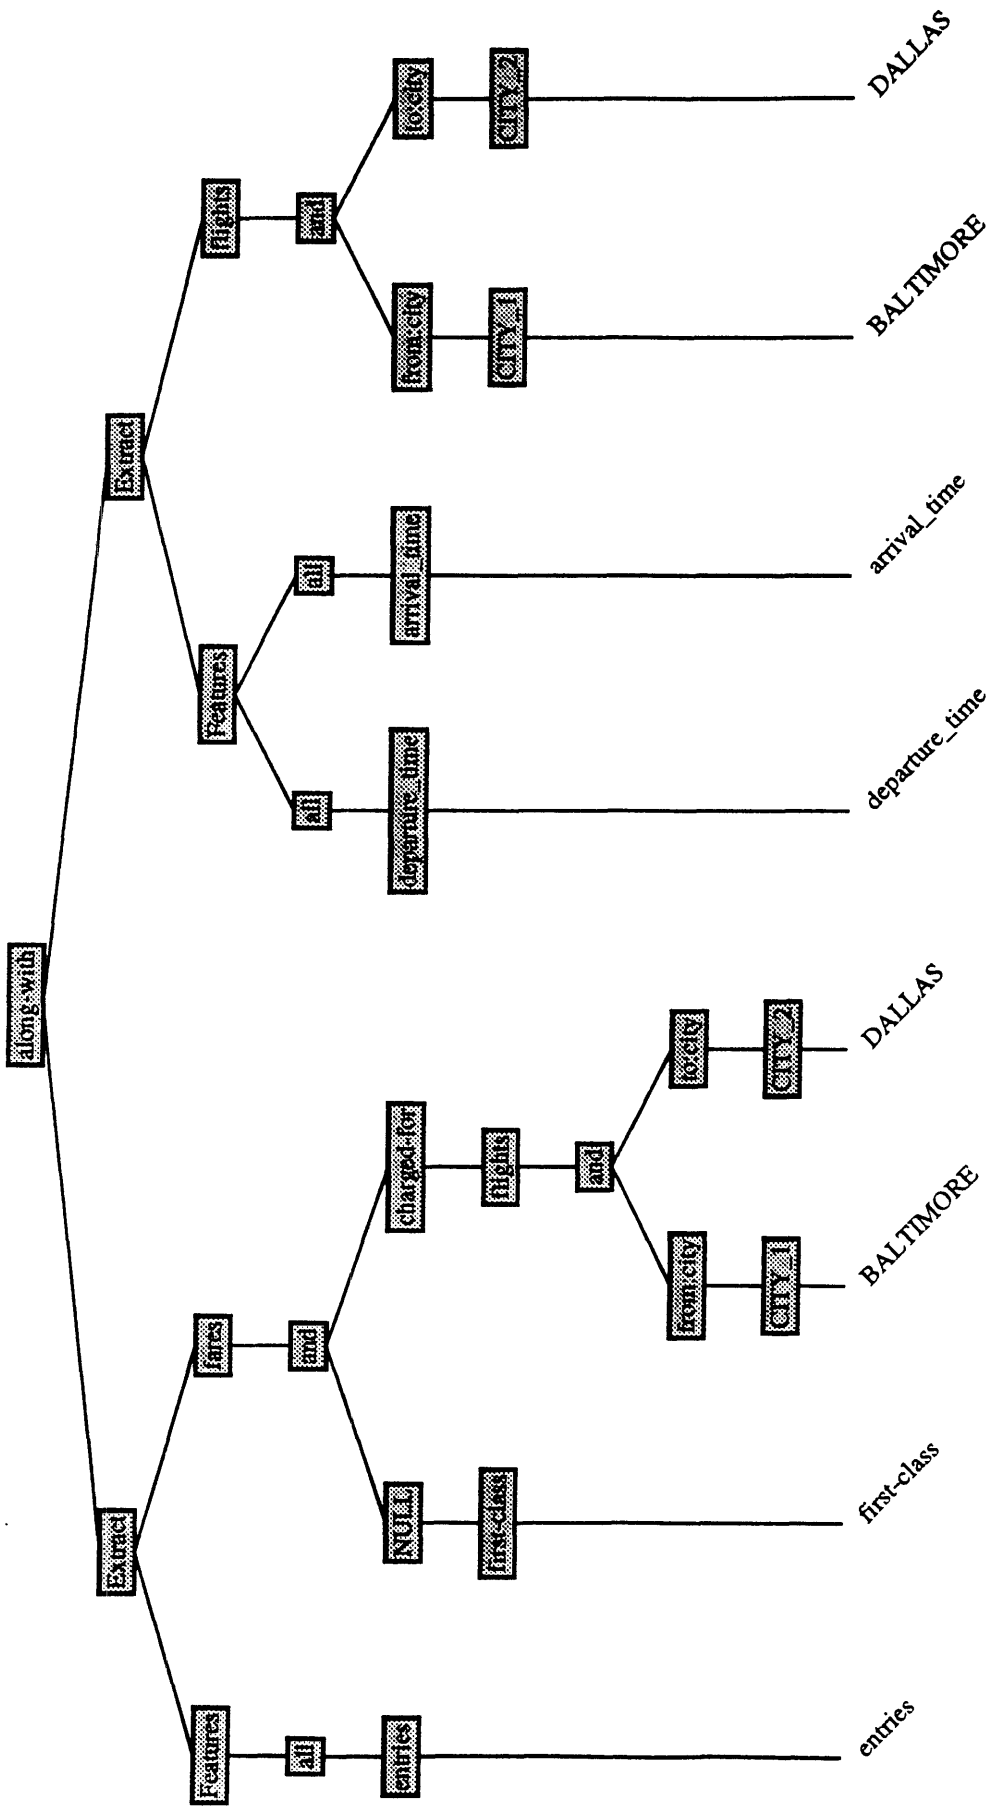 along-with
Extract
Extract
Features
fares
Features
flights
all
and
all
all
and
entries
NULL
charged-for
departure_time
arrival_time
from.city
to.city
first-class
flights
CITY_1
CITY_2
and
from.city
to.city
CITY_1
CITY_2
entries
first-class
BALTIMORE
DALLAS
departure_time
arrival_time
BALTIMORE
DALLAS